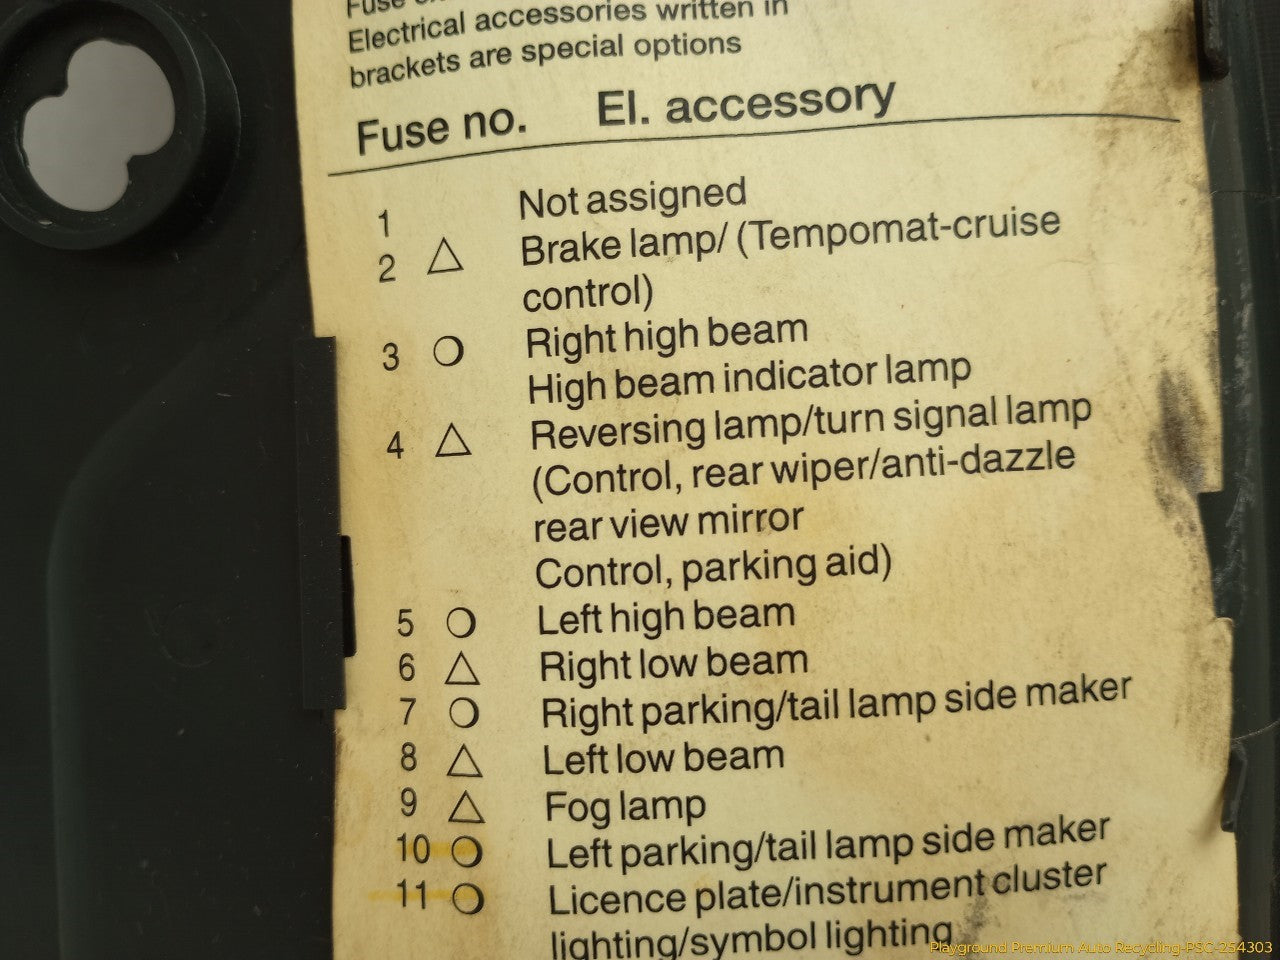 Fuse
Electrical accessories written in
brackets are special options
Fuse no. El. accessory
1 Not assigned
2 △ Brake lamp/ (Tempomat-cruise
control)
3 ○ Right high beam
High beam indicator lamp
4 △ Reversing lamp/turn signal lamp
(Control, rear wiper/anti-dazzle
rear view mirror
Control, parking aid)
5 ○ Left high beam
6 △ Right low beam
7 ○ Right parking/tail lamp side maker
8 △ Left low beam
9 △ Fog lamp
10 ○ Left parking/tail lamp side maker
11 ○ Licence plate/instrument cluster
lighting/symbol lighting
Playground Premium Auto Recycling-PSC-254303